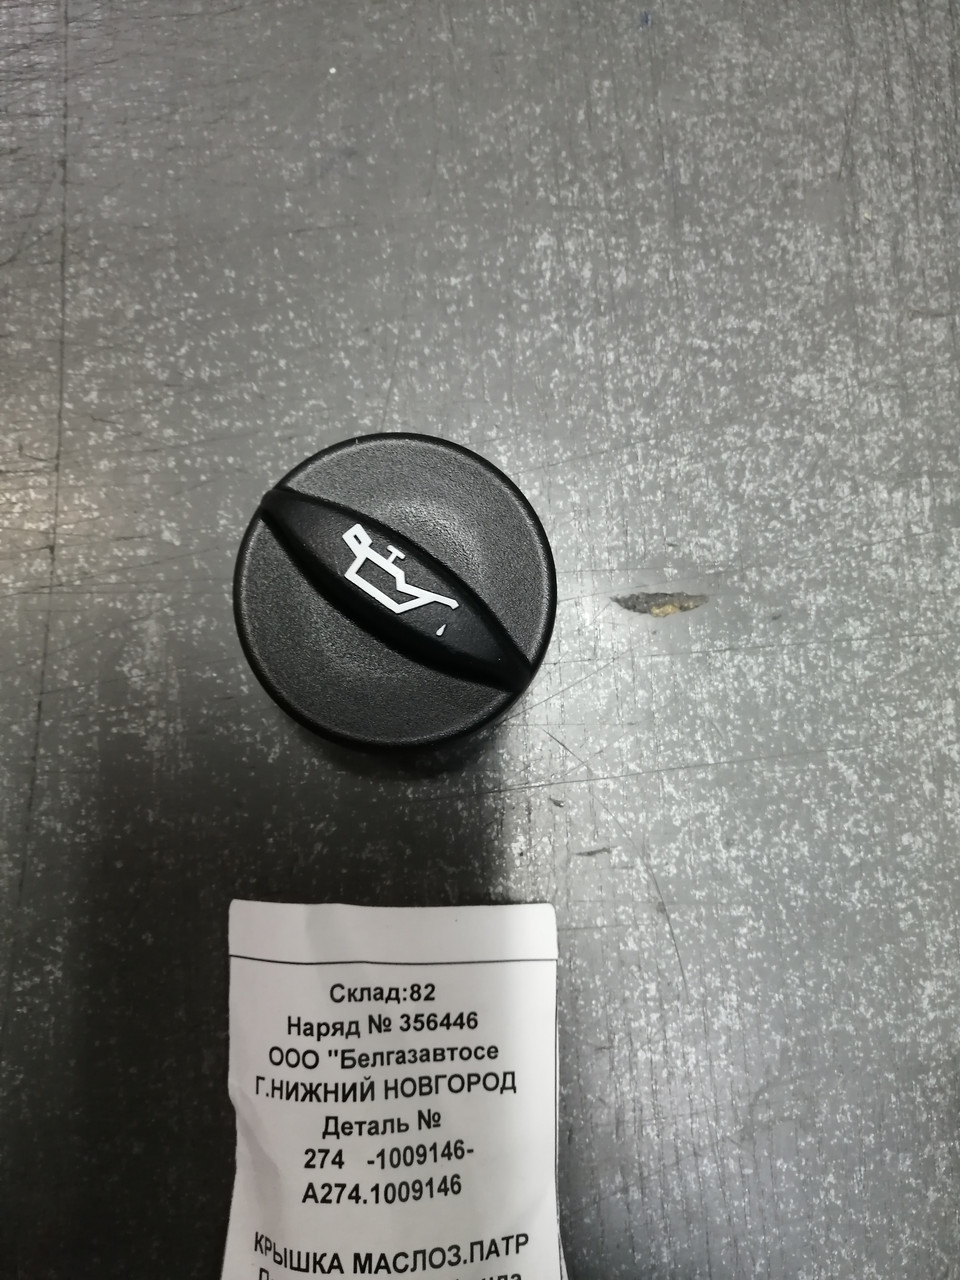 Склад:82
Наряд № 356446
ООО "Белгазавтосе
Г.НИЖНИЙ НОВГОРОД
Деталь №
274 -1009146-
А274.1009146
КРЫШКА МАСЛОЗ.ПАТР